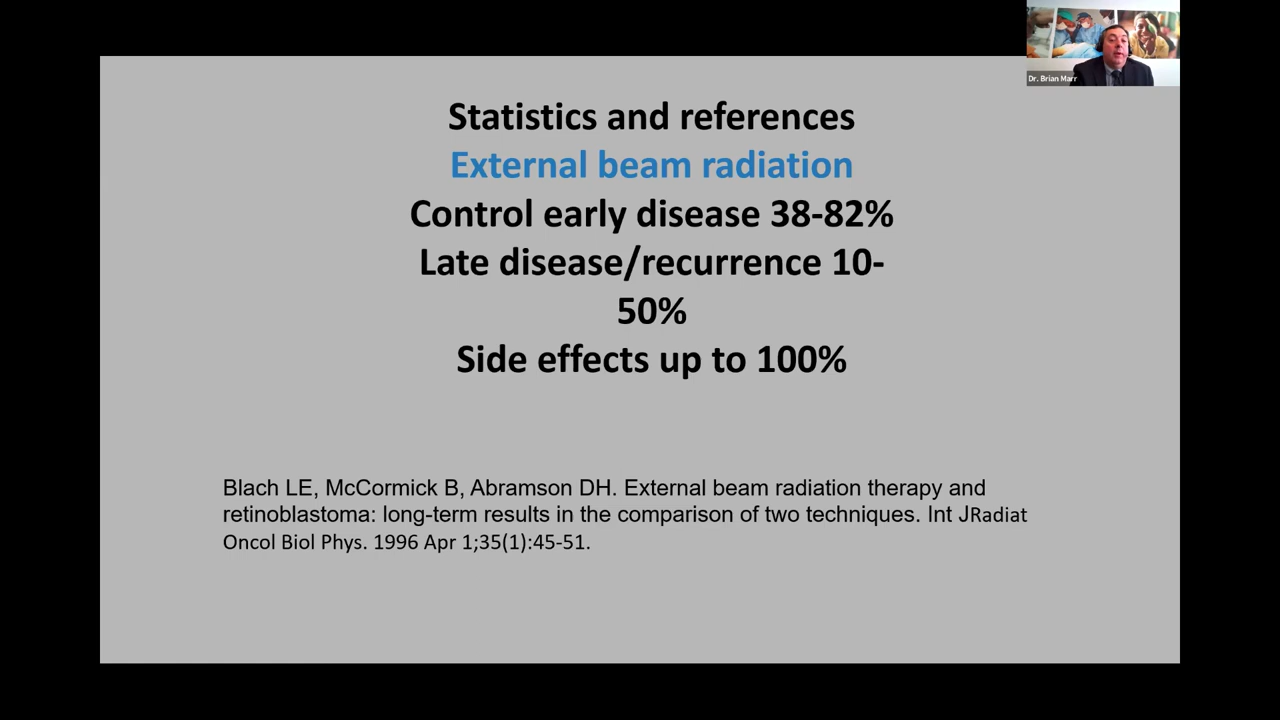 Dr. Brian Marr
Statistics and references
External beam radiation
Control early disease 38-82%
Late disease/recurrence 10-
50%
Side effects up to 100%
Blach LE, McCormick B, Abramson DH. External beam radiation therapy and
retinoblastoma: long-term results in the comparison of two techniques. Int JRadiat
Oncol Biol Phys. 1996 Apr 1;35(1):45-51.